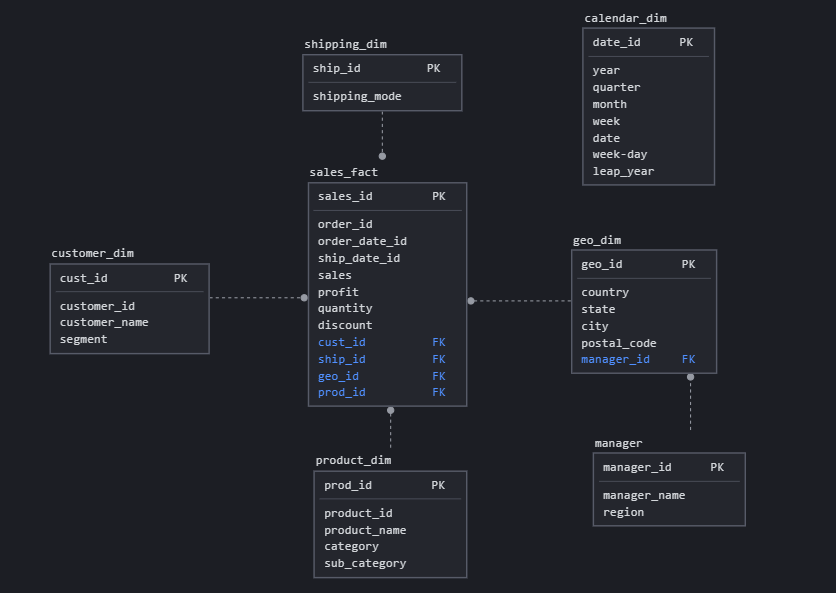 calendar_dim
date_id PK
year
quarter
month
week
date
week-day
leap_year
shipping_dim
ship_id PK
shipping_mode
sales_fact
sales_id PK
order_id
order_date_id
ship_date_id
sales
profit
quantity
discount
cust_id FK
ship_id FK
geo_id FK
prod_id FK
customer_dim
cust_id PK
customer_id
customer_name
segment
geo_dim
geo_id PK
country
state
city
postal_code
manager_id FK
manager
manager_id PK
manager_name
region
product_dim
prod_id PK
product_id
product_name
category
sub_category